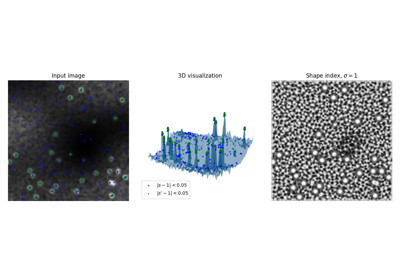 Input image
3D visualization
Shape index, σ = 1
|s − 1| < 0.05
|s' − 1| < 0.05